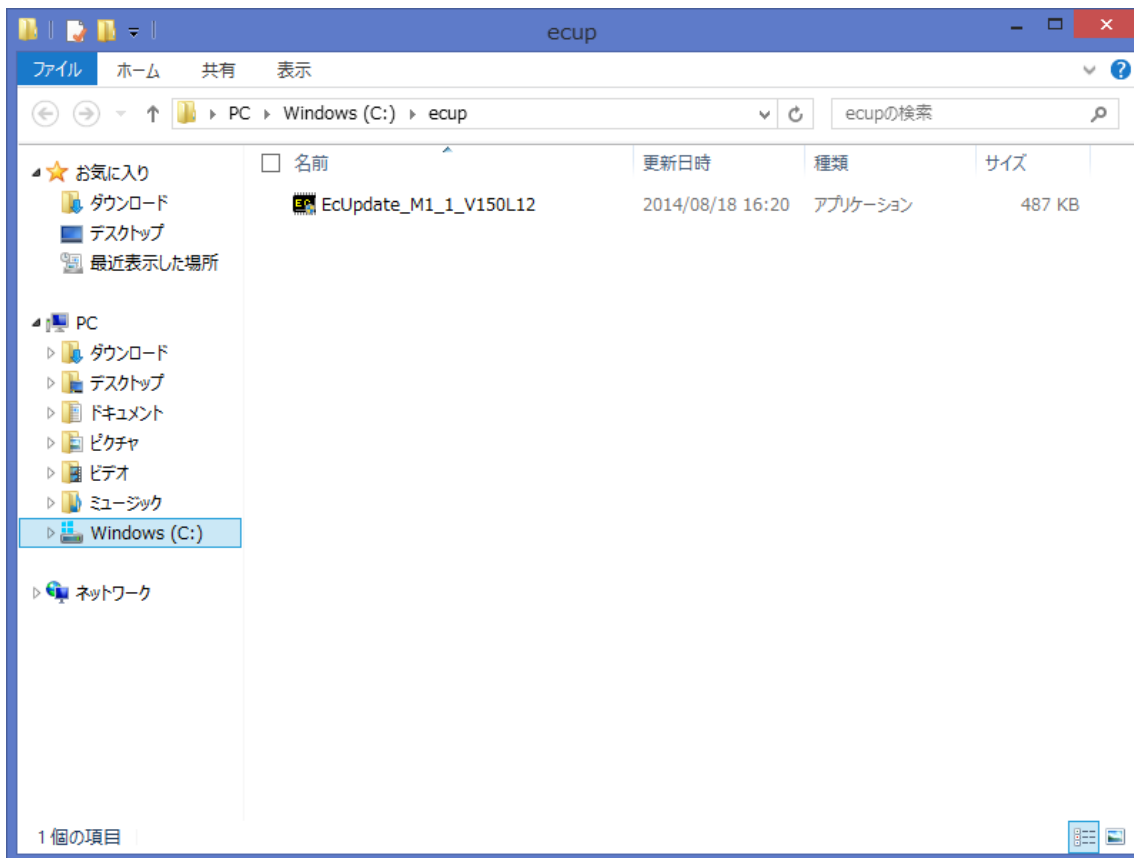 ecup
ファイル ホーム 共有 表示
PC Windows (C:) ecup ecupの検索
名前 更新日時 種類 サイズ
EcUpdate_M1_1_V150L12 2014/08/18 16:20 アプリケーション 487 KB
お気に入り
ダウンロード
デスクトップ
最近表示した場所
PC
ダウンロード
デスクトップ
ドキュメント
ピクチャ
ビデオ
ミュージック
Windows (C:)
ネットワーク
1 個の項目